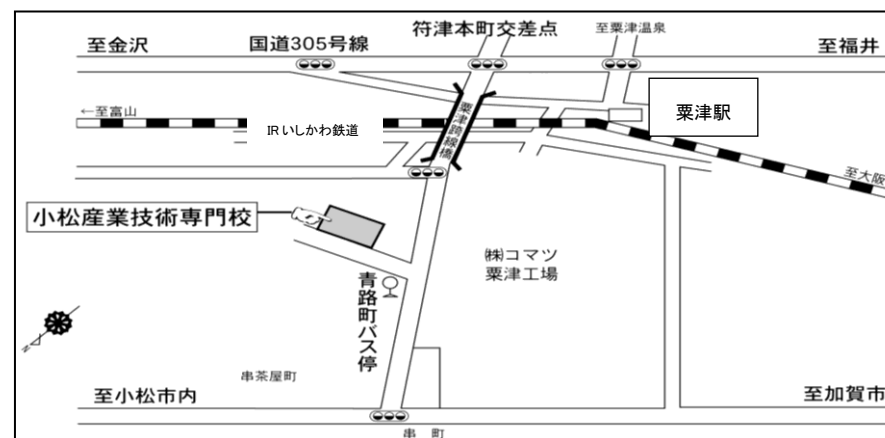 符津本町交差点
至粟津温泉
至金沢
国道305号線
至福井
粟津駅
←至富山
IRいしかわ鉄道
粟津跨線橋
至大阪
小松産業技術専門校
㈱コマツ
粟津工場
青路町バス停
N
串茶屋町
至小松市内
至加賀市
串 町